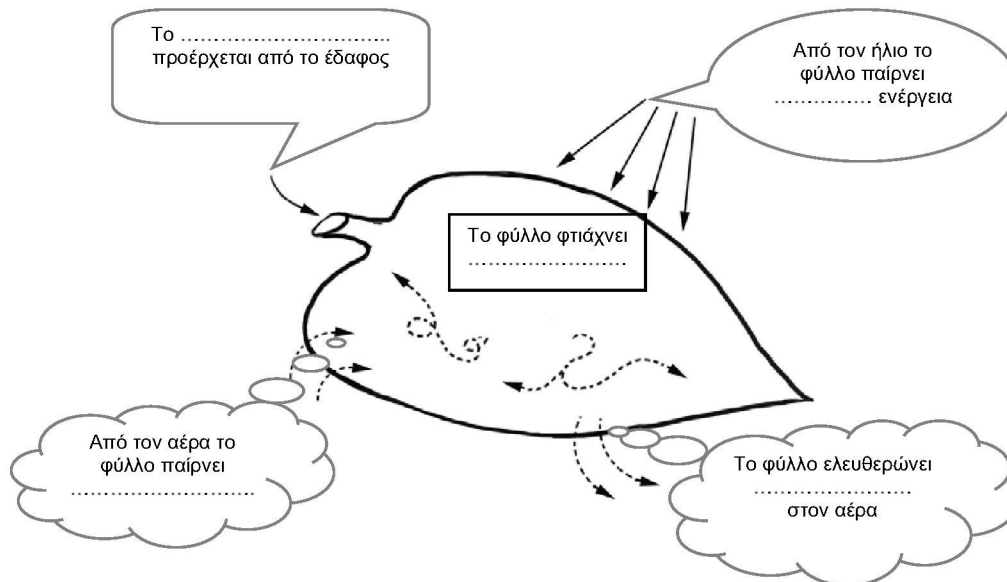 Το ……………………………
προέρχεται από το έδαφος
Από τον ήλιο το
φύλλο παίρνει
…………… ενέργεια
Το φύλλο φτιάχνει
…………………….
Από τον αέρα το
φύλλο παίρνει
……………………….
Το φύλλο ελευθερώνει
……………………
στον αέρα